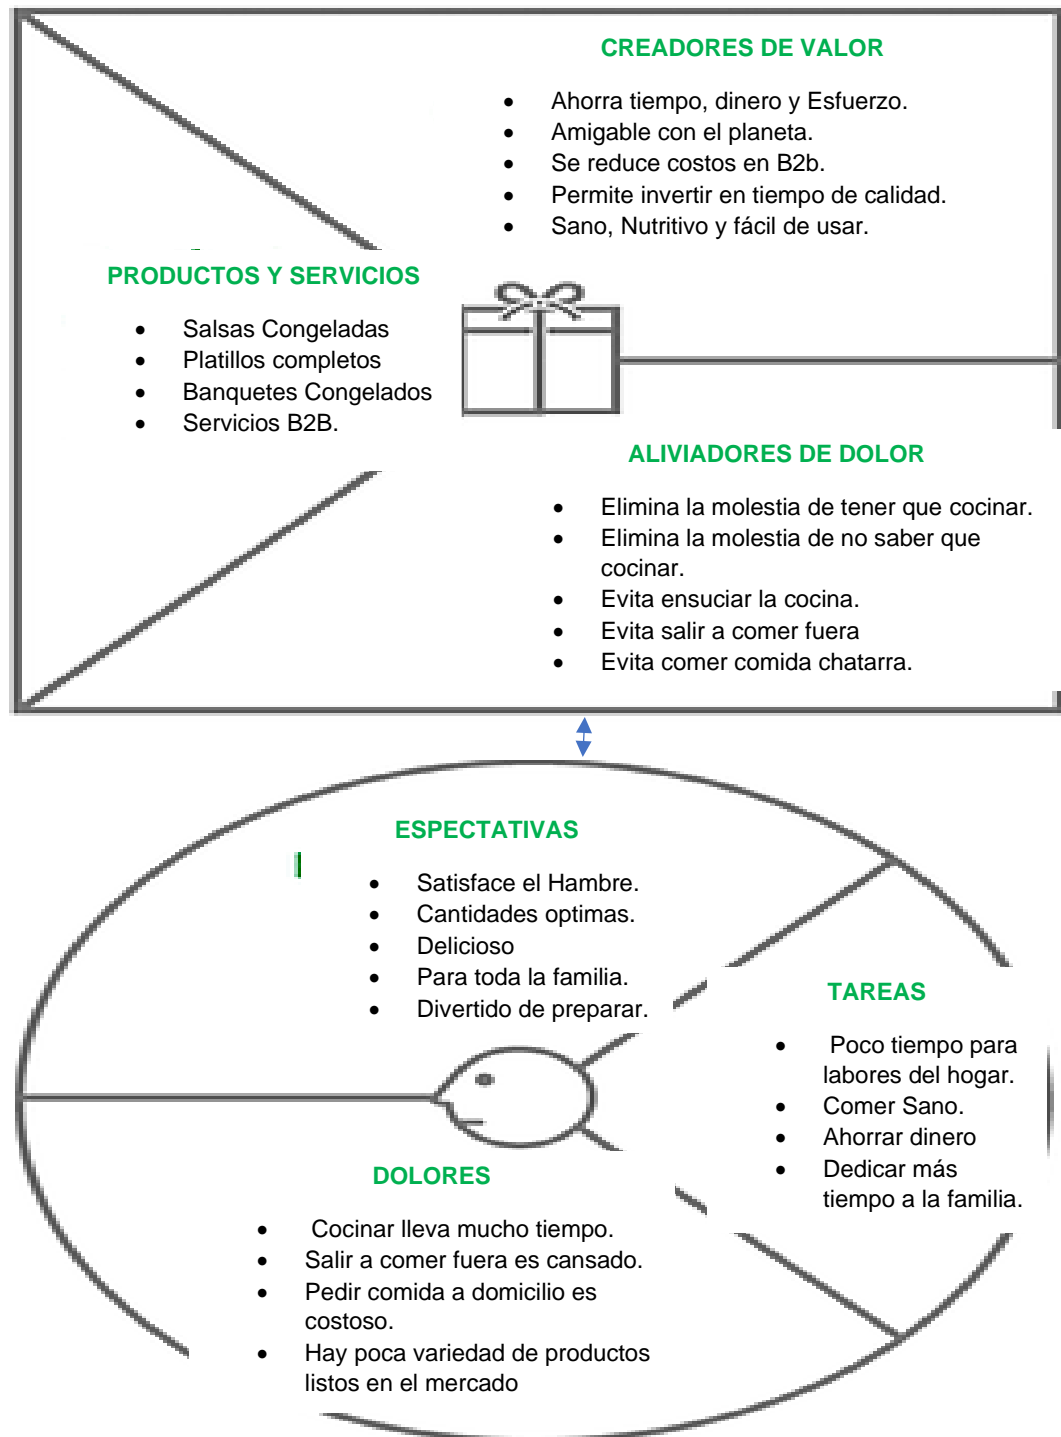 CREADORES DE VALOR
• Ahorra tiempo, dinero y Esfuerzo.
• Amigable con el planeta.
• Se reduce costos en B2b.
• Permite invertir en tiempo de calidad.
• Sano, Nutritivo y fácil de usar.
PRODUCTOS Y SERVICIOS
• Salsas Congeladas
• Platillos completos
• Banquetes Congelados
• Servicios B2B.
ALIVIADORES DE DOLOR
• Elimina la molestia de tener que cocinar.
• Elimina la molestia de no saber que
cocinar.
• Evita ensuciar la cocina.
• Evita salir a comer fuera
• Evita comer comida chatarra.
ESPECTATIVAS
• Satisface el Hambre.
• Cantidades optimas.
• Delicioso
• Para toda la familia.
• Divertido de preparar.
TAREAS
• Poco tiempo para
labores del hogar.
• Comer Sano.
• Ahorrar dinero
• Dedicar más
tiempo a la familia.
DOLORES
• Cocinar lleva mucho tiempo.
• Salir a comer fuera es cansado.
• Pedir comida a domicilio es
costoso.
• Hay poca variedad de productos
listos en el mercado